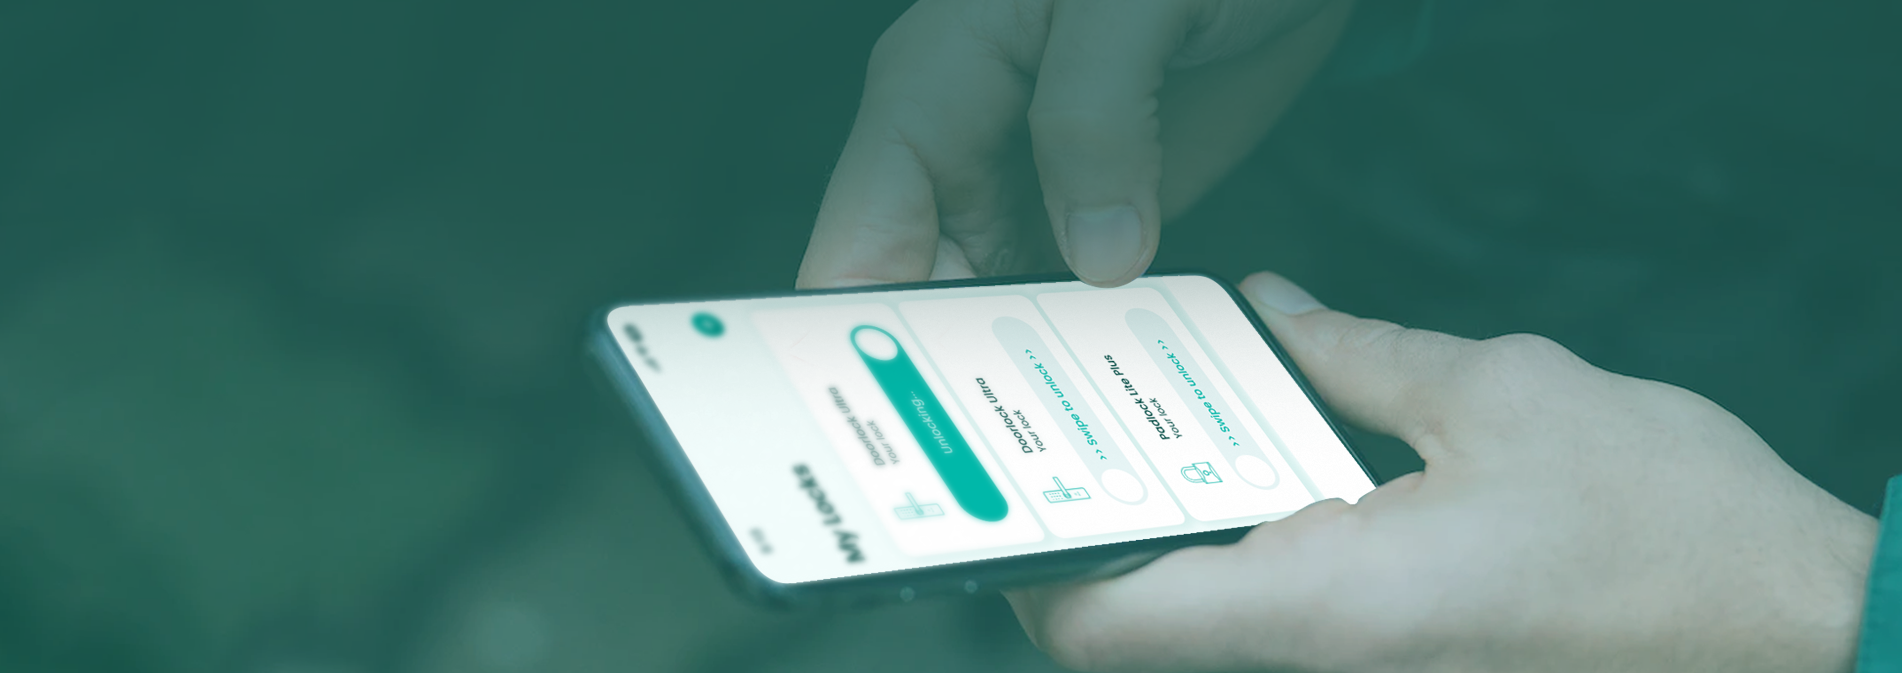 My Locks
Doorlock Ultra
Your lock
Unlocking...
Doorlock Ultra
Your lock
>> Swipe to unlock >>
Padlock Lite Plus
Your lock
>> Swipe to unlock >>